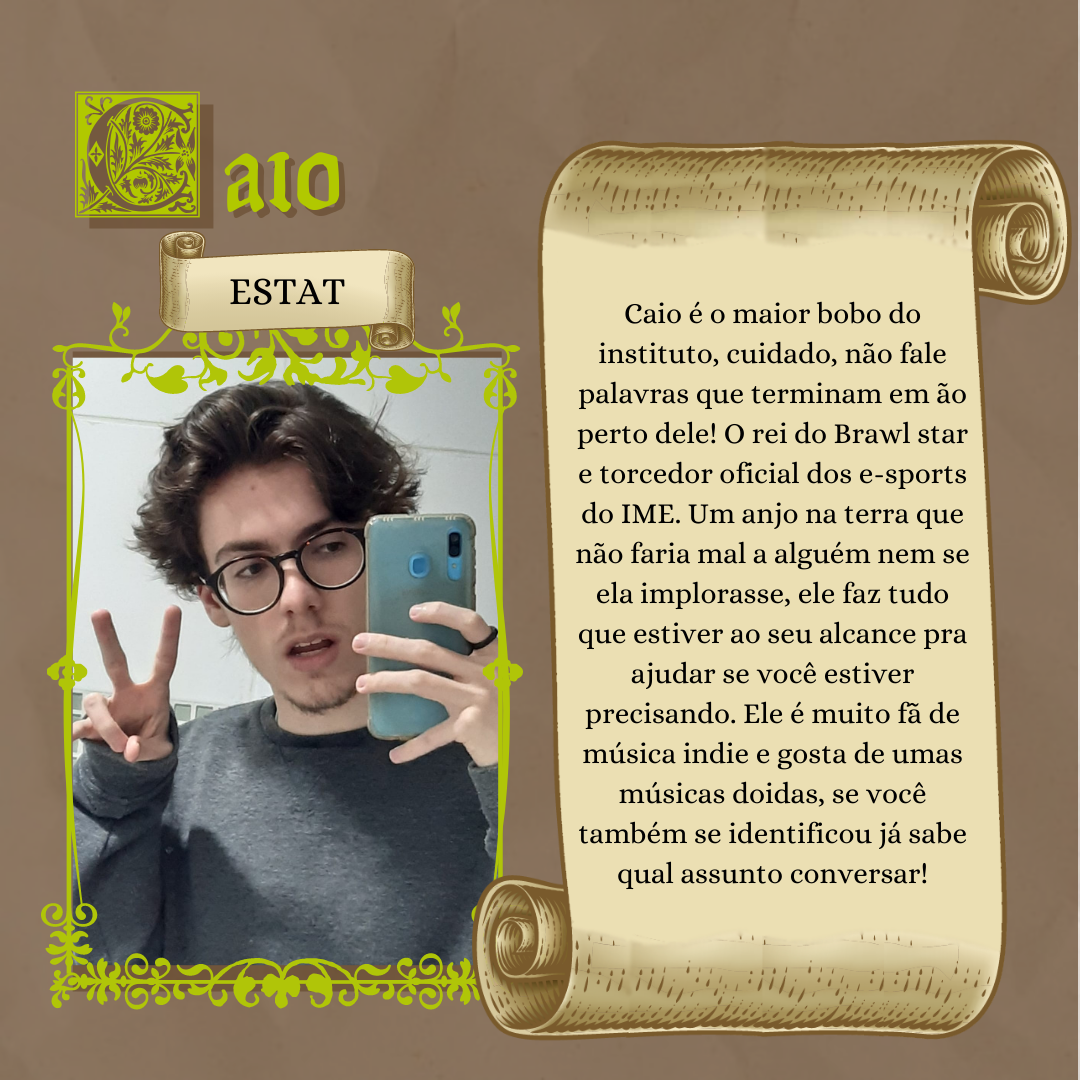 Caio
ESTAT
Caio é o maior bobo do
instituto, cuidado, não fale
palavras que terminam em ão
perto dele! O rei do Brawl star
e torcedor oficial dos e-sports
do IME. Um anjo na terra que
não faria mal a alguém nem se
ela implorasse, ele faz tudo
que estiver ao seu alcance pra
ajudar se você estiver
precisando. Ele é muito fã de
música indie e gosta de umas
músicas doidas, se você
também se identificou já sabe
qual assunto conversar!